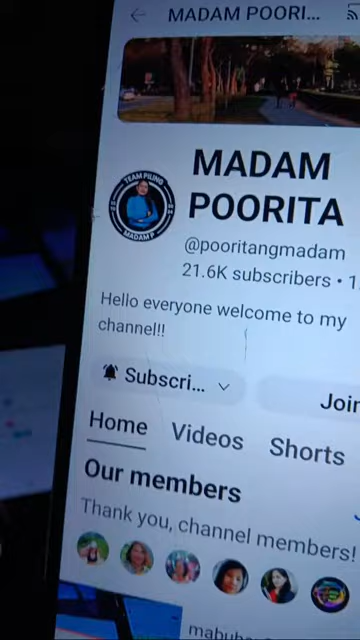 MADAM POORI...
TEAM PILING
MADAM P
MADAM
POORITA
@pooritangmadam
21.6K subscribers • 1
Hello everyone welcome to my
channel!!
Subscri...
Join
Home Videos Shorts
Our members
Thank you, channel members!